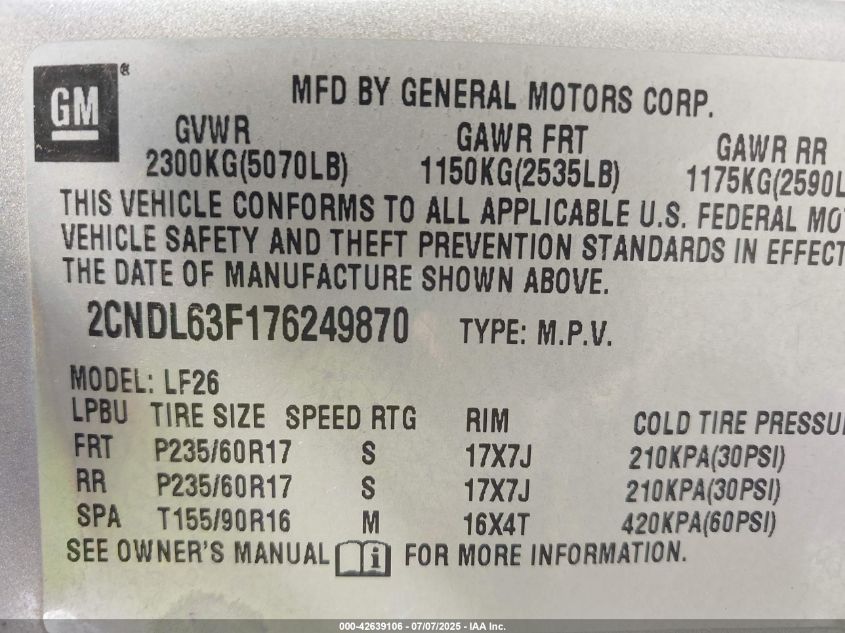 GM®
MFD BY GENERAL MOTORS CORP.
GVWR GAWR FRT GAWR RR
2300KG(5070LB) 1150KG(2535LB) 1175KG(2590L
THIS VEHICLE CONFORMS TO ALL APPLICABLE U.S. FEDERAL MO
VEHICLE SAFETY AND THEFT PREVENTION STANDARDS IN EFFECT
THE DATE OF MANUFACTURE SHOWN ABOVE.
2CNDL63F176249870 TYPE: M.P.V.
MODEL: LF26
LPBU TIRE SIZE SPEED RTG RIM COLD TIRE PRESSU
FRT P235/60R17 S 17X7J 210KPA(30PSI)
RR P235/60R17 S 17X7J 210KPA(30PSI)
SPA T155/90R16 M 16X4T 420KPA(60PSI)
SEE OWNER'S MANUAL i FOR MORE INFORMATION.
000-42639106 - 07/07/2025 - IAA Inc.